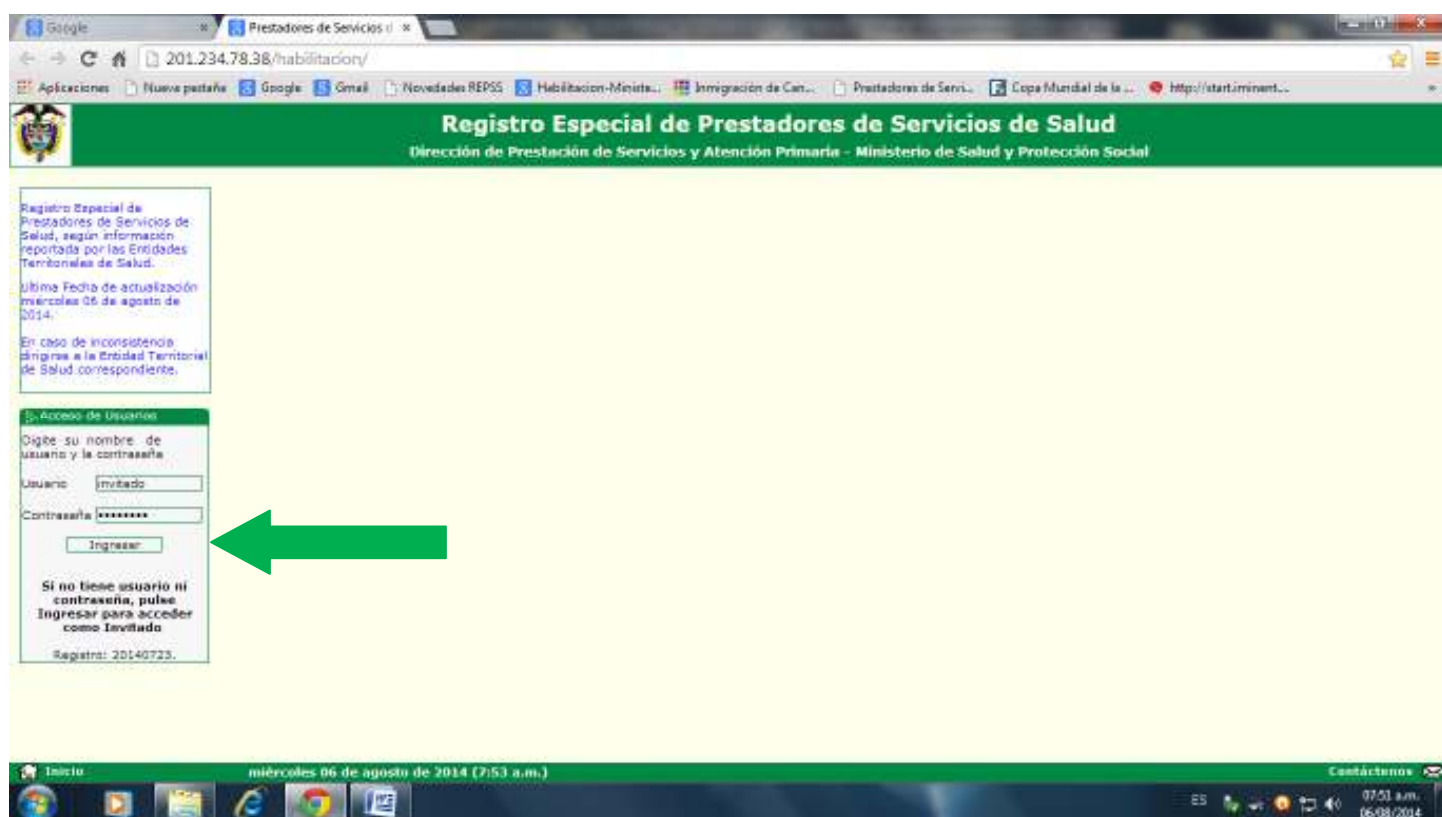 Google
Prestadores de Servicios d
201.234.78.38/habilitacion/
Aplicaciones
Nueva pestaña
Google
Gmail
Novedades REPSS
Habilitacion-Ministe...
Inmigración de Can...
Prestadores de Servi...
Copa Mundial de la ...
http://start.iminent...
Registro Especial de Prestadores de Servicios de Salud
Dirección de Prestación de Servicios y Atención Primaria - Ministerio de Salud y Protección Social
Registro Especial de
Prestadores de Servicios de
Salud, según información
reportada por las Entidades
Territoriales de Salud.
Ultima Fecha de actualización
miércoles 06 de agosto de
2014.
En caso de inconsistencia
dirigirse a la Entidad Territorial
de Salud correspondiente.
Acceso de Usuarios
Digite su nombre de
usuario y la contraseña
Usuario invitado
Contraseña ••••••••
Ingresar
Si no tiene usuario ni
contraseña, pulse
Ingresar para acceder
como Invitado
Registro: 20140723.
Inicio
miércoles 06 de agosto de 2014 (7:53 a.m.)
Contáctenos
ES
07:51 a.m.
06/08/2014